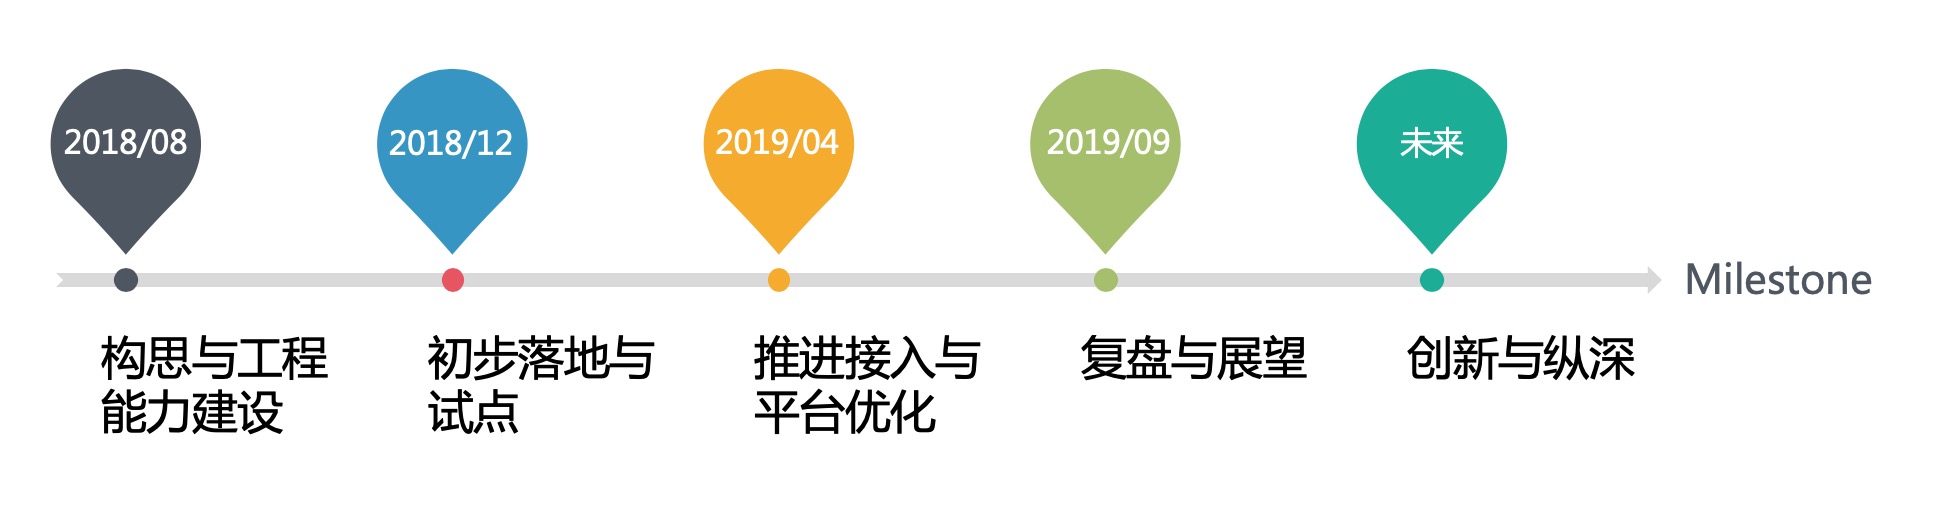 2018/08
2018/12
2019/04
2019/09
未来
Milestone
构思与工程
能力建设
初步落地与
试点
推进接入与
平台优化
复盘与展望
创新与纵深